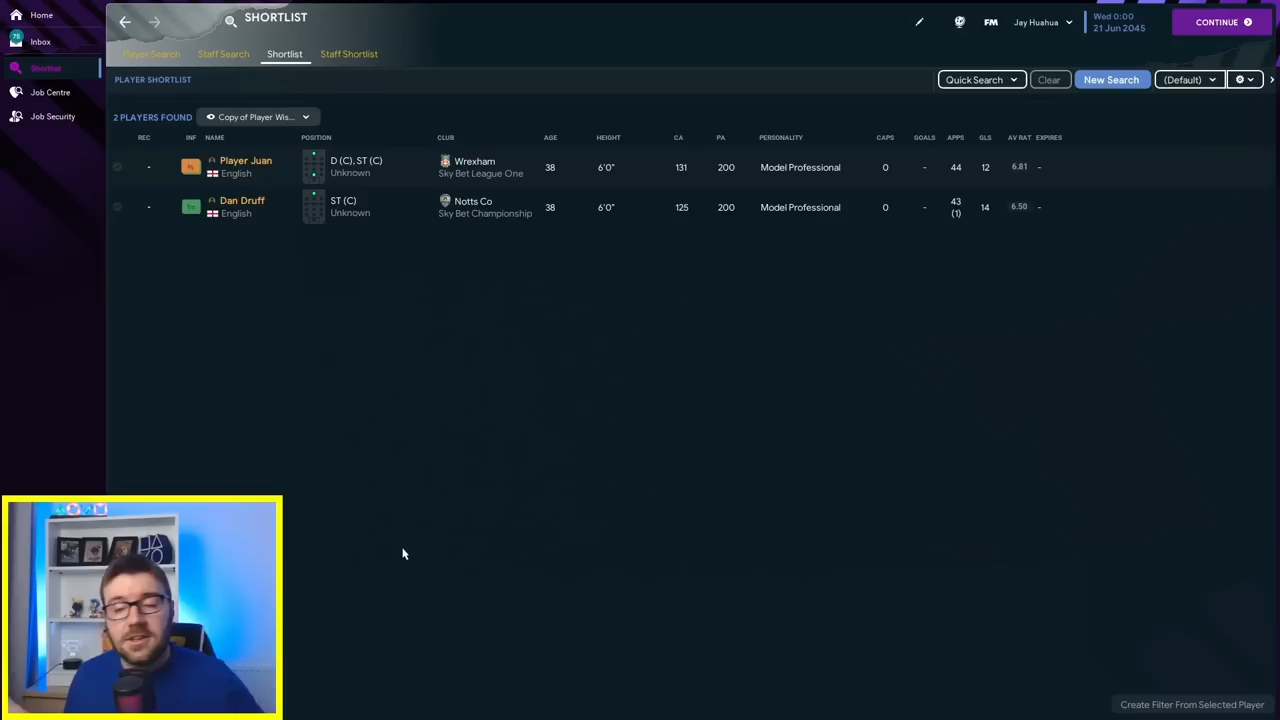 Home
75
Inbox
Shortlist
Job Centre
Job Security
SHORTLIST
FM
Jay Huahua
Wed 0:00
21 Jun 2045
CONTINUE
Player Search
Staff Search
Shortlist
Staff Shortlist
PLAYER SHORTLIST
Quick Search
Clear
New Search
(Default)
2 PLAYERS FOUND
Copy of Player Wis...
REC INF NAME POSITION CLUB AGE HEIGHT CA PA PERSONALITY CAPS GOALS APPS GLS AV RAT EXPIRES
- Player Juan D (C), ST (C) Wrexham 38 6'0" 131 200 Model Professional 0 - 44 12 6.81 -
English Unknown Sky Bet League One
- Dan Druff ST (C) Notts Co 38 6'0" 125 200 Model Professional 0 - 43 14 6.50 -
English Unknown Sky Bet Championship (1)
Create Filter From Selected Player